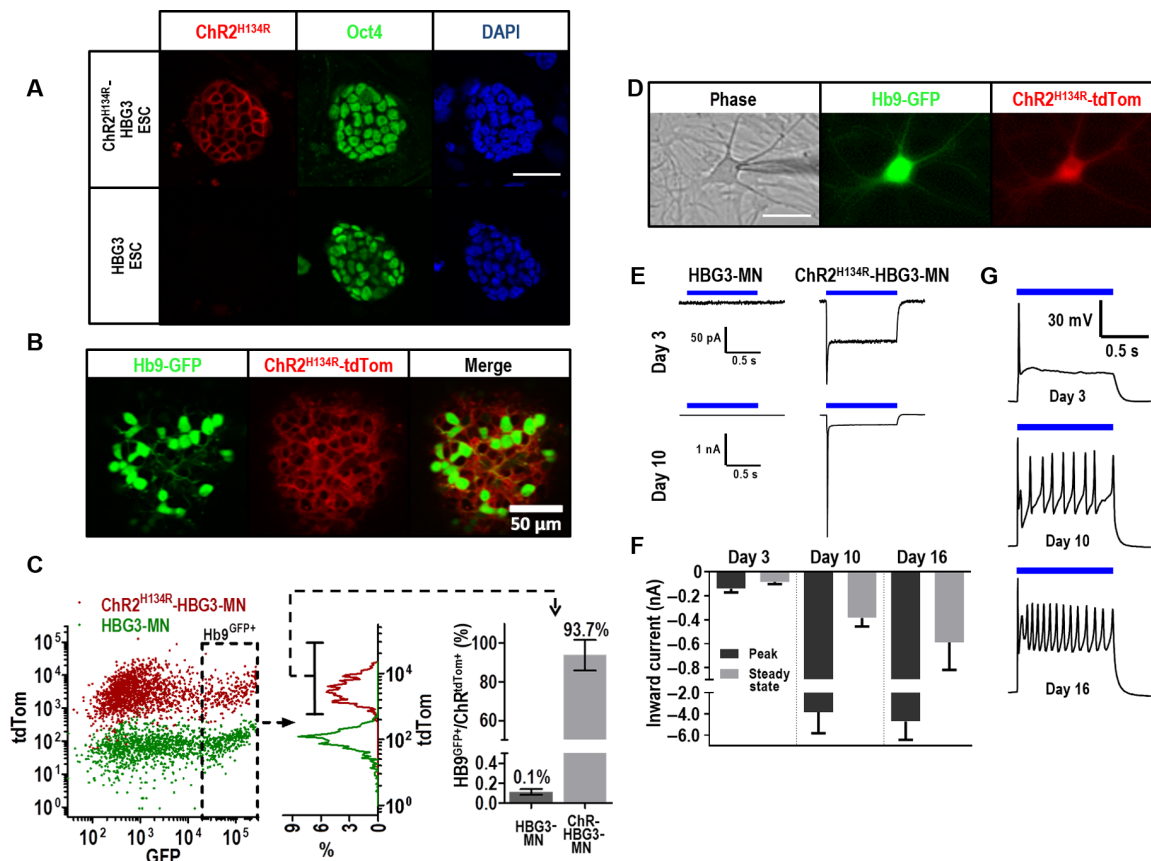 A
ChR2H134R
Oct4
DAPI
ChR2H134R-
HBG3
ESC
HBG3
ESC
B
Hb9-GFP
ChR2H134R-tdTom
Merge
50 µm
C
ChR2H134R-HBG3-MN
HBG3-MN
Hb9GFP+
tdTom
10^5
10^4
10^3
10^2
10^1
10^0
10^2
10^3
10^4
10^5
GFP
10^4
10^2
10^0
tdTom
9
6
3
0
%
HB9GFP+/ChRtdTom+ (%)
100
80
60
0.4
0.2
0.0
0.1%
93.7%
HBG3-
MN
ChR-
HBG3-
MN
D
Phase
Hb9-GFP
ChR2H134R-tdTom
E
HBG3-MN
ChR2H134R-HBG3-MN
Day 3
50 pA
0.5 s
Day 10
1 nA
0.5 s
F
Day 3
Day 10
Day 16
Inward current (nA)
0
−0.2
−0.4
−0.6
−0.8
−2.0
−4.0
−6.0
Peak
Steady
state
G
30 mV
0.5 s
Day 3
Day 10
Day 16